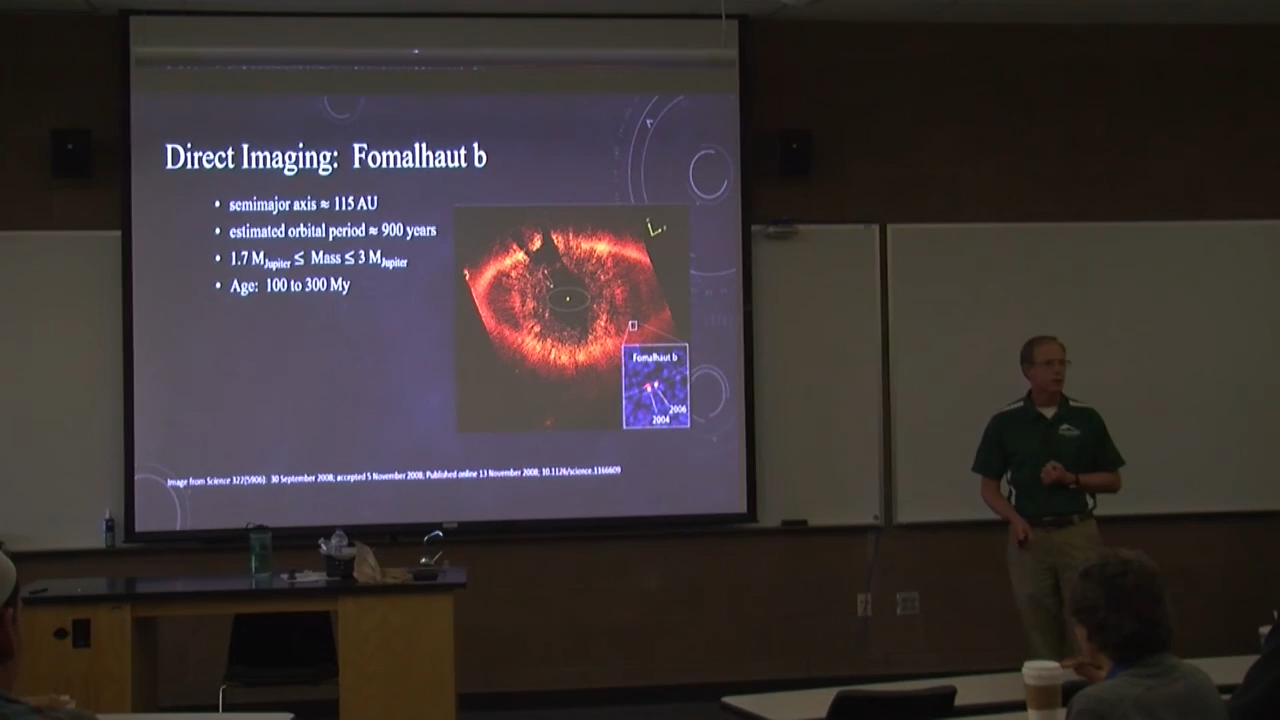 Direct Imaging: Fomalhaut b
• semimajor axis ≈ 115 AU
• estimated orbital period ≈ 900 years
• 1.7 MJupiter ≤ Mass ≤ 3 MJupiter
• Age: 100 to 300 My
Fomalhaut b
2006
2004
Image from Science 322(5906): 30 September 2008; accepted 5 November 2008; Published online 13 November 2008; 10.1126/science.1166609